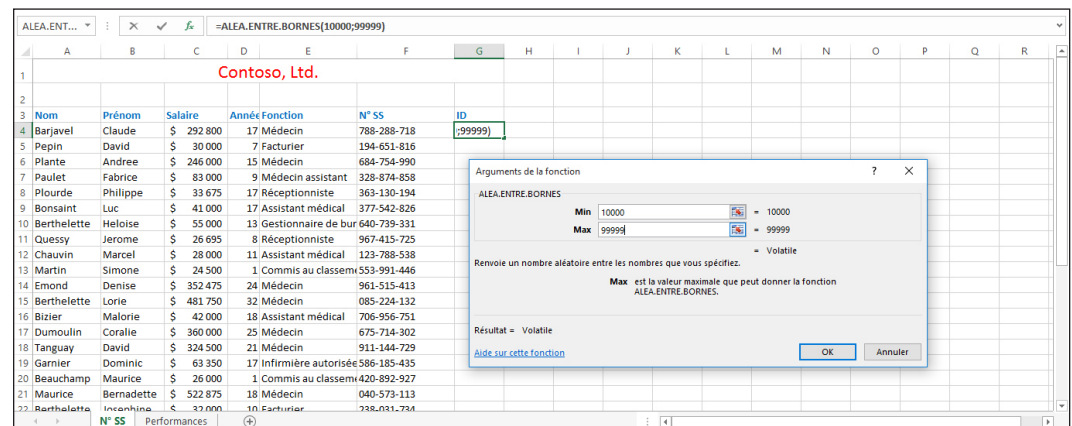 ALEA.ENT... =ALEA.ENTRE.BORNES(10000;99999)
A B C D E F G H I J K L M N O P Q R
1 Contoso, Ltd.
2
3 Nom Prénom Salaire Année Fonction N° SS ID
4 Barjavel Claude $ 292 800 17 Médecin 788-288-718 ;99999)
5 Pepin David $ 30 000 7 Facturier 194-651-816
6 Plante Andree $ 246 000 15 Médecin 684-754-990
7 Paulet Fabrice $ 83 000 9 Médecin assistant 328-874-858
8 Plourde Philippe $ 33 675 17 Réceptionniste 363-130-194
9 Bonsaint Luc $ 41 000 17 Assistant médical 377-542-826
10 Berthelette Heloise $ 55 000 13 Gestionnaire de bur 640-739-331
11 Quessy Jerome $ 26 695 8 Réceptionniste 967-415-725
12 Chauvin Marcel $ 28 000 11 Assistant médical 123-788-538
13 Martin Simone $ 24 500 1 Commis au classeme 553-991-446
14 Emond Denise $ 352 475 24 Médecin 961-515-413
15 Berthelette Lorie $ 481 750 32 Médecin 085-224-132
16 Bizier Malorie $ 42 000 18 Assistant médical 706-956-751
17 Dumoulin Coralie $ 360 000 25 Médecin 675-714-302
18 Tanguay David $ 324 500 21 Médecin 911-144-729
19 Garnier Dominic $ 63 350 17 Infirmière autorisée 586-185-435
20 Beauchamp Maurice $ 26 000 1 Commis au classeme 420-892-927
21 Maurice Bernadette $ 522 875 18 Médecin 040-573-113
22 Berthelette Josephine $ 32 000 10 Facturier 238-031-734
N° SS Performances
Arguments de la fonction ?
ALEA.ENTRE.BORNES
Min 10000 = 10000
Max 99999 = 99999
= Volatile
Renvoie un nombre aléatoire entre les nombres que vous spécifiez.
Max est la valeur maximale que peut donner la fonction
ALEA.ENTRE.BORNES.
Résultat = Volatile
Aide sur cette fonction OK Annuler